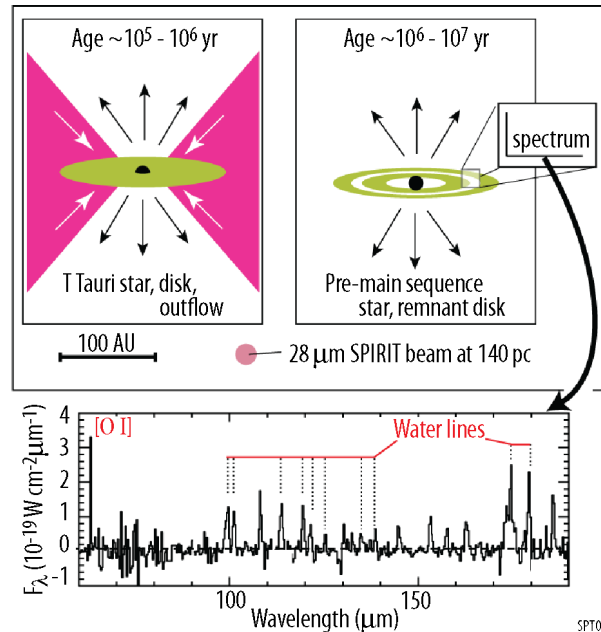 Age ~10⁵ - 10⁶ yr
T Tauri star, disk,
outflow
Age ~10⁶ - 10⁷ yr
spectrum
Pre-main sequence
star, remnant disk
100 AU
28 μm SPIRIT beam at 140 pc
[O I]
Water lines
4
3
2
1
0
-1
F_λ (10⁻¹⁹ W cm⁻² μm⁻¹)
100
150
Wavelength (μm)
SPT0